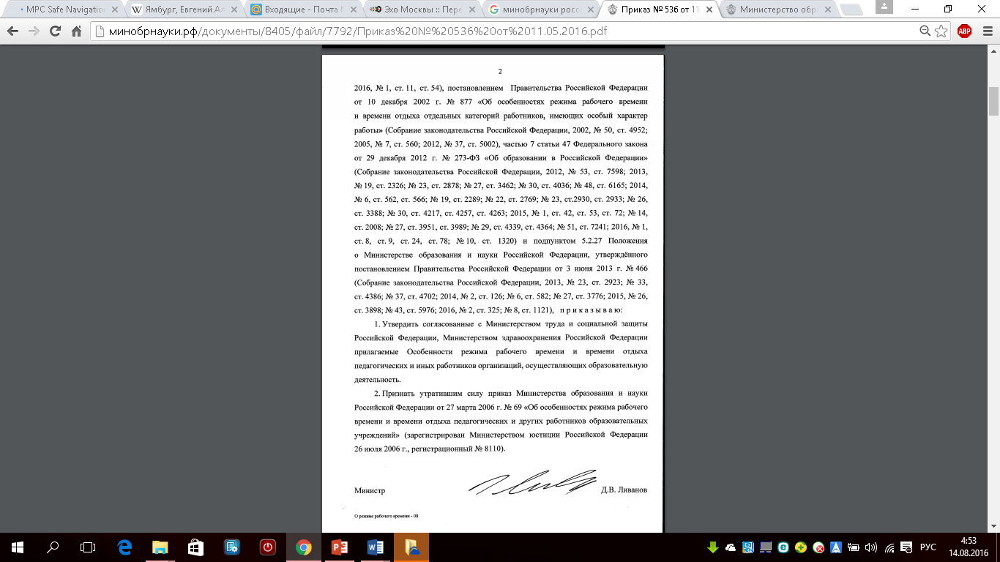 MPC Safe Navigation
Ямбург, Евгений Ал
Входящие - Почта
Эхо Москвы :: Пере
минобрнауки росс
Приказ № 536 от 11
Министерство обр
минобрнауки.рф/документы/8405/файл/7792/Приказ%20№%20536%20от%2011.05.2016.pdf
ABP
2
2016, № 1, ст. 11, ст. 54), постановлением Правительства Российской Федерации
от 10 декабря 2002 г. № 877 «Об особенностях режима рабочего времени
и времени отдыха отдельных категорий работников, имеющих особый характер
работы» (Собрание законодательства Российской Федерации, 2002, № 50, ст. 4952;
2005, № 7, ст. 560; 2012, № 37, ст. 5002), частью 7 статьи 47 Федерального закона
от 29 декабря 2012 г. № 273-ФЗ «Об образовании в Российской Федерации»
(Собрание законодательства Российской Федерации, 2012, № 53, ст. 7598; 2013,
№ 19, ст. 2326; № 23, ст. 2878; № 27, ст. 3462; № 30, ст. 4036; № 48, ст. 6165; 2014,
№ 6, ст. 562, ст. 566; № 19, ст. 2289; № 22, ст. 2769; № 23, ст.2930, ст. 2933; № 26,
ст. 3388; № 30, ст. 4217, ст. 4257, ст. 4263; 2015, № 1, ст. 42, ст. 53, ст. 72; № 14,
ст. 2008; № 27, ст. 3951, ст. 3989; № 29, ст. 4339, ст. 4364; № 51, ст. 7241; 2016, № 1,
ст. 8, ст. 9, ст. 24, ст. 78; № 10, ст. 1320) и подпунктом 5.2.27 Положения
о Министерстве образования и науки Российской Федерации, утверждённого
постановлением Правительства Российской Федерации от 3 июня 2013 г. № 466
(Собрание законодательства Российской Федерации, 2013, № 23, ст. 2923; № 33,
ст. 4386; № 37, ст. 4702; 2014, № 2, ст. 126; № 6, ст. 582; № 27, ст. 3776; 2015, № 26,
ст. 3898; № 43, ст. 5976; 2016, № 2, ст. 325; № 8, ст. 1121), п р и к а з ы в а ю:
1. Утвердить согласованные с Министерством труда и социальной защиты
Российской Федерации, Министерством здравоохранения Российской Федерации
прилагаемые Особенности режима рабочего времени и времени отдыха
педагогических и иных работников организаций, осуществляющих образовательную
деятельность.
2. Признать утратившим силу приказ Министерства образования и науки
Российской Федерации от 27 марта 2006 г. № 69 «Об особенностях режима рабочего
времени и времени отдыха педагогических и других работников образовательных
учреждений» (зарегистрирован Министерством юстиции Российской Федерации
26 июля 2006 г., регистрационный № 8110).
Министр Д.В. Ливанов
О режиме рабочего времени - 08
РУС
4:53
14.08.2016